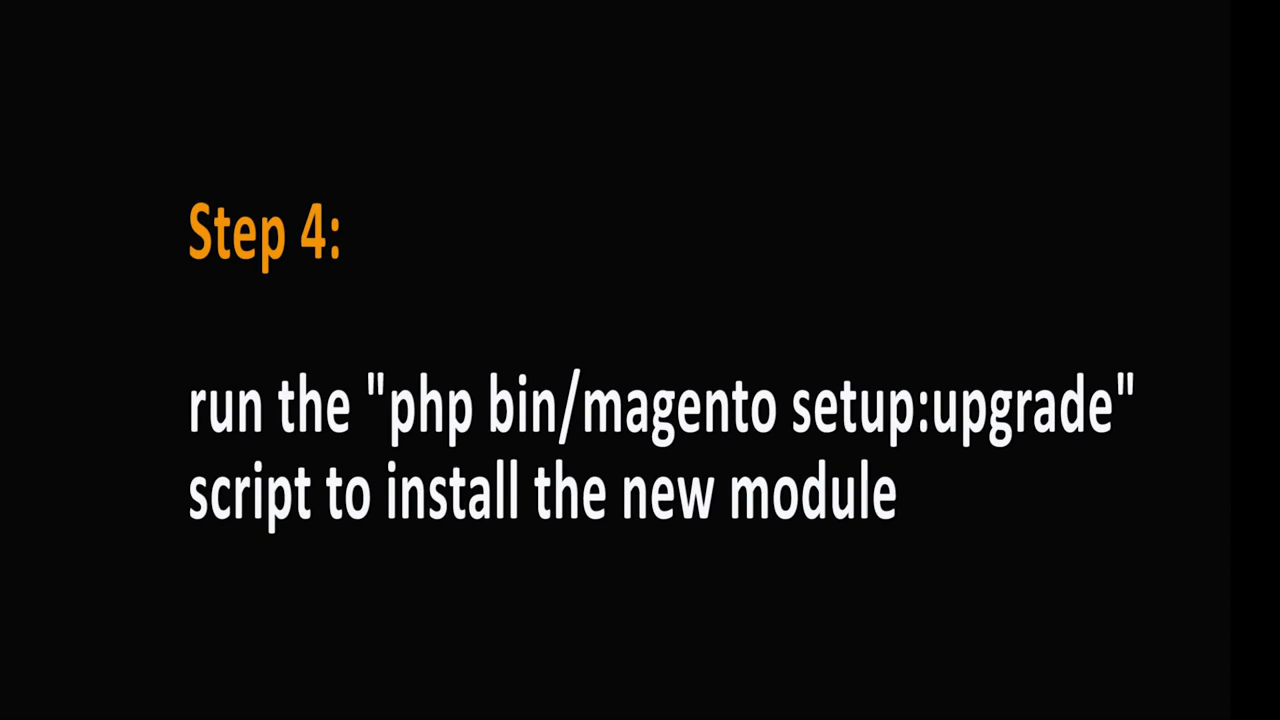 Step 4:
run the "php bin/magento setup:upgrade"
script to install the new module